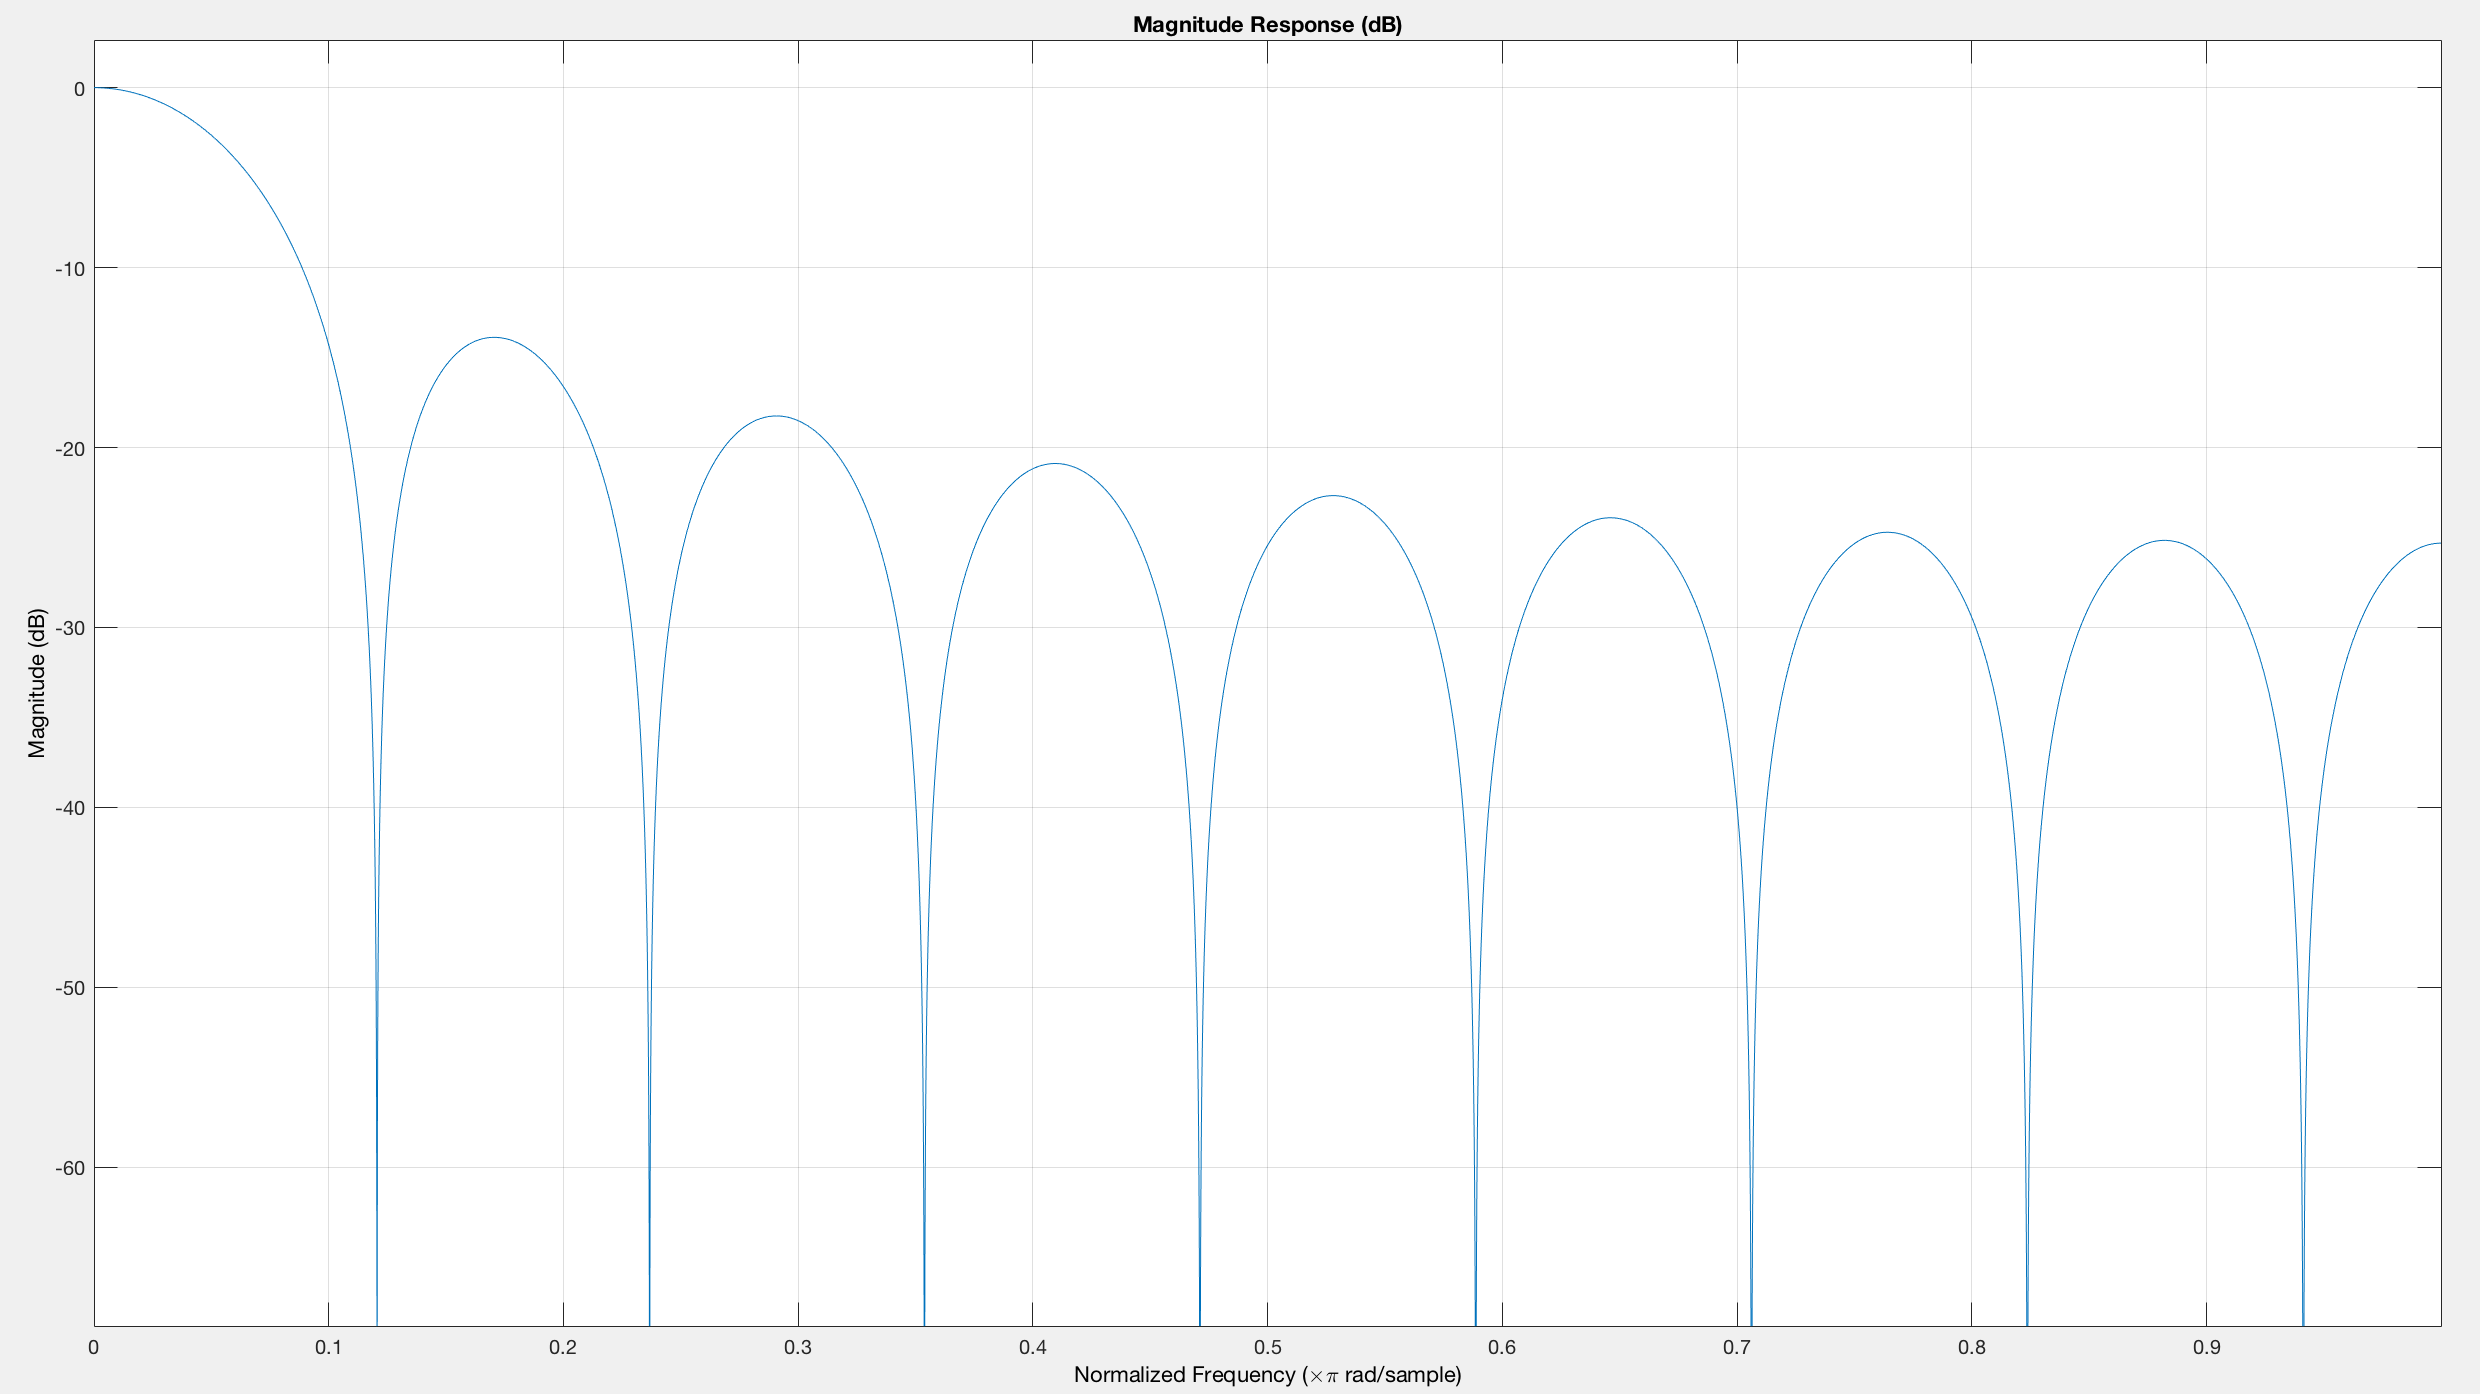 Magnitude Response (dB)
0
-10
-20
-30
-40
-50
-60
Magnitude (dB)
0 0.1 0.2 0.3 0.4 0.5 0.6 0.7 0.8 0.9
Normalized Frequency (×π rad/sample)